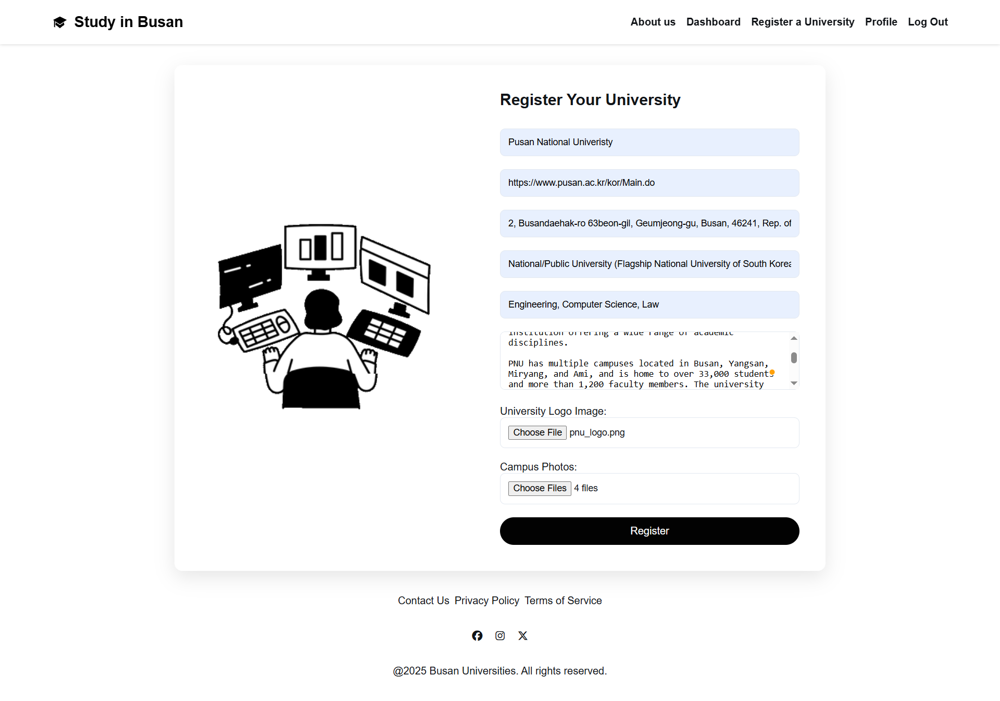 Study in Busan
About us Dashboard Register a University Profile Log Out
Register Your University
Pusan National Univeristy
https://www.pusan.ac.kr/kor/Main.do
2, Busandaehak-ro 63beon-gil, Geumjeong-gu, Busan, 46241, Rep. of
National/Public University (Flagship National University of South Korea
Engineering, Computer Science, Law
institution offering a wide range of academic
disciplines.
PNU has multiple campuses located in Busan, Yangsan,
Miryang, and Ami, and is home to over 33,000 students
and more than 1,200 faculty members. The university
University Logo Image:
Choose File pnu_logo.png
Campus Photos:
Choose Files 4 files
Register
Contact Us Privacy Policy Terms of Service
@2025 Busan Universities. All rights reserved.